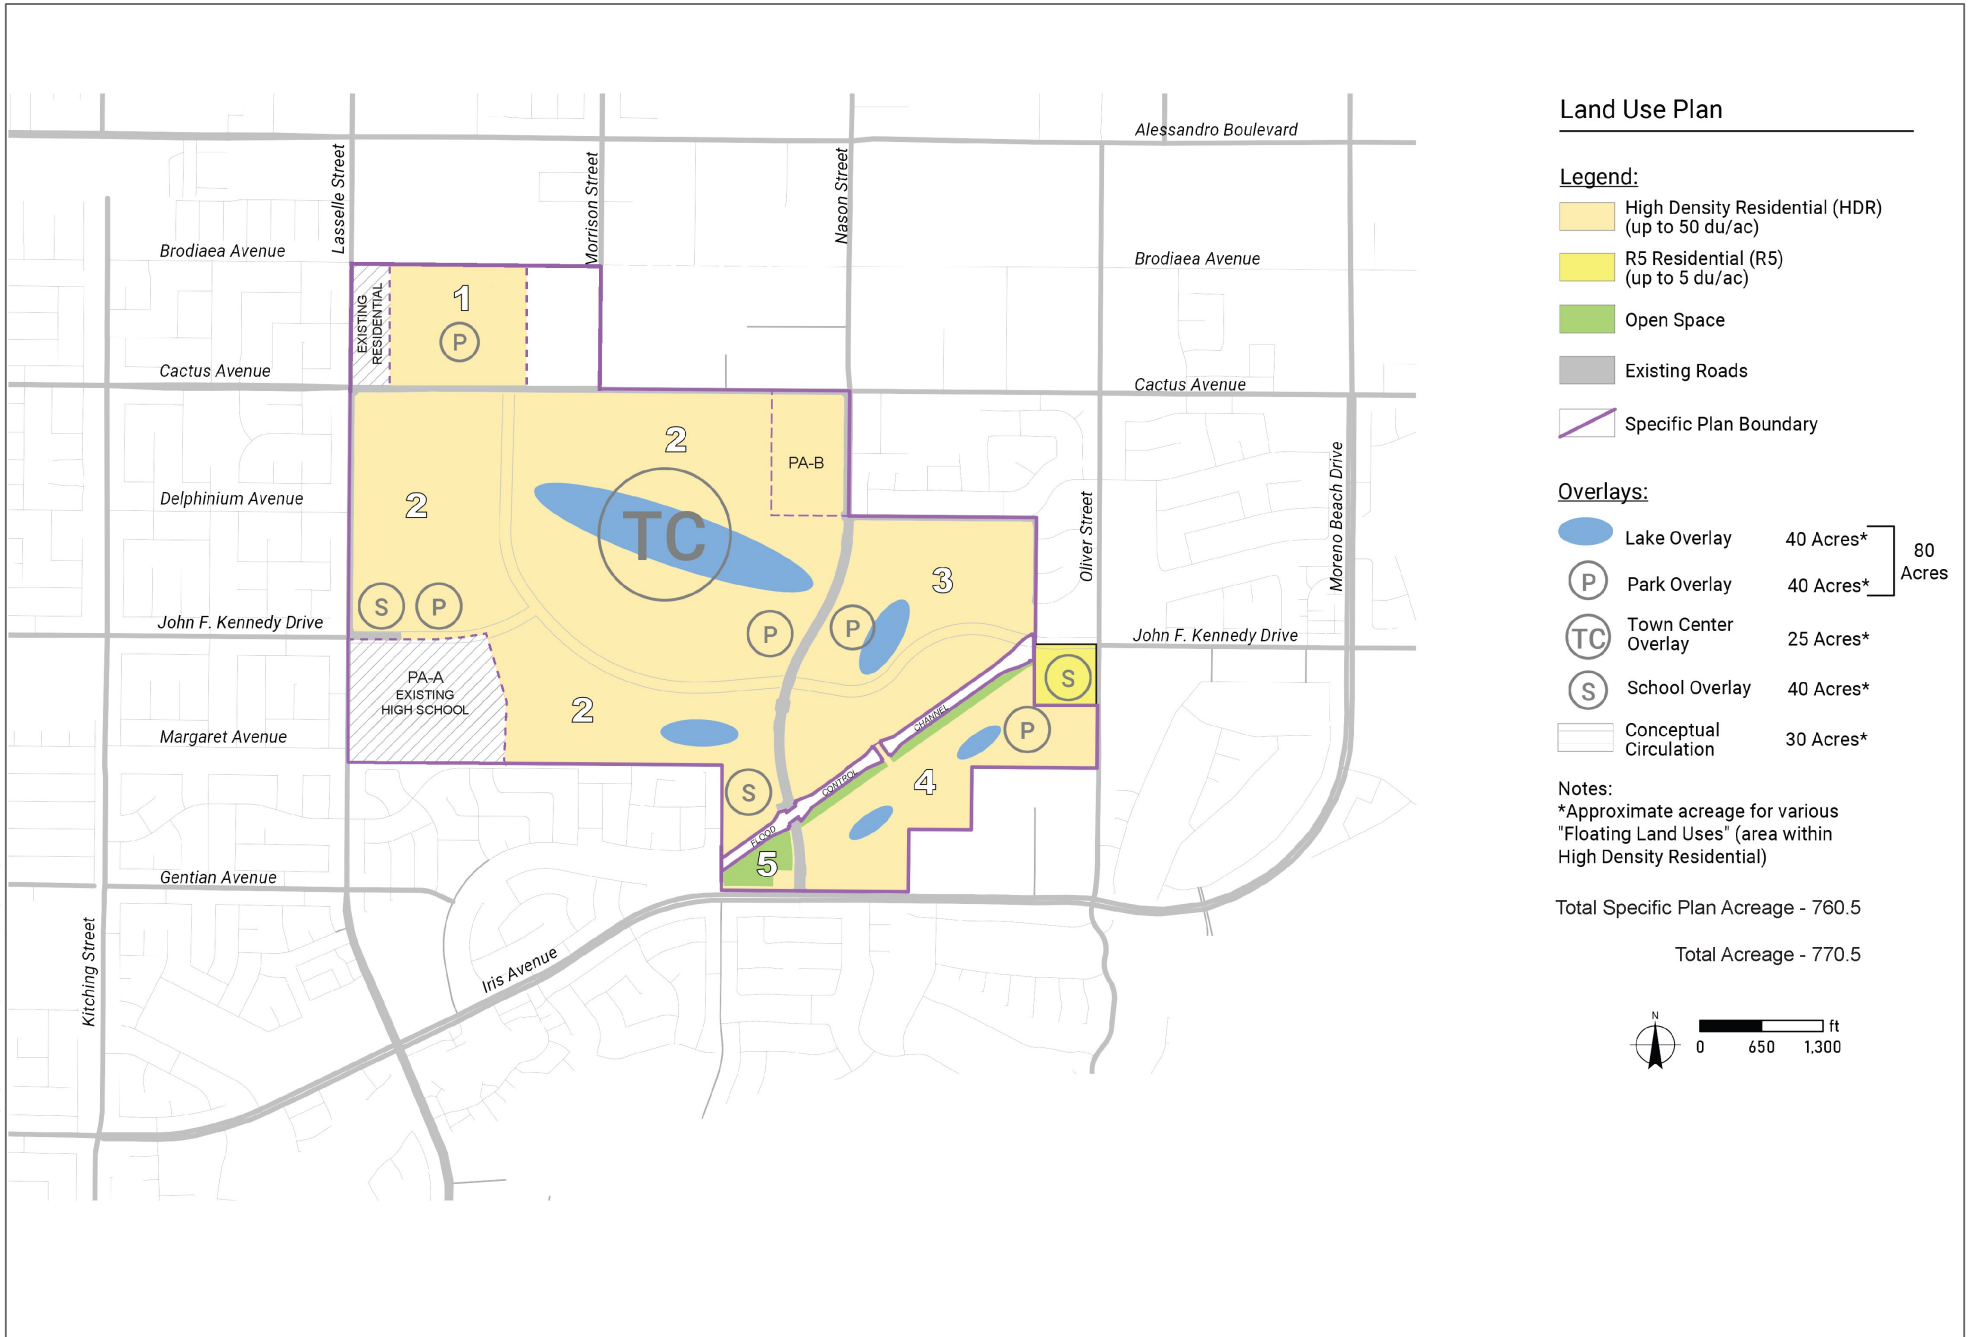 Alessandro Boulevard
Lasselle Street
Morrison Street
Nason Street
Brodiaea Avenue
Brodiaea Avenue
EXISTING
RESIDENTIAL
1
P
Cactus Avenue
Cactus Avenue
2
PA-B
Delphinium Avenue
2
TC
Oliver Street
Moreno Beach Drive
3
S
P
P
P
John F. Kennedy Drive
John F. Kennedy Drive
PA-A
EXISTING
HIGH SCHOOL
S
2
CHANNEL
P
Margaret Avenue
S
CONTROL
4
FLOOD
5
Gentian Avenue
Kitching Street
Iris Avenue
Land Use Plan
Legend:
High Density Residential (HDR)
(up to 50 du/ac)
R5 Residential (R5)
(up to 5 du/ac)
Open Space
Existing Roads
Specific Plan Boundary
Overlays:
Lake Overlay 40 Acres*
P Park Overlay 40 Acres*
80
Acres
TC Town Center
Overlay 25 Acres*
S School Overlay 40 Acres*
Conceptual
Circulation 30 Acres*
Notes:
*Approximate acreage for various
"Floating Land Uses" (area within
High Density Residential)
Total Specific Plan Acreage - 760.5
Total Acreage - 770.5
N
ft
0 650 1,300